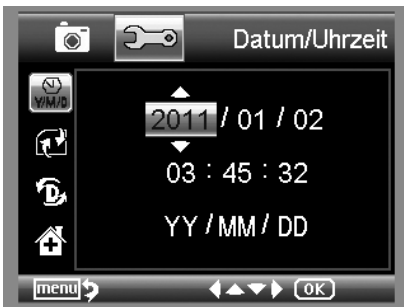 Datum/Uhrzeit
Y/M/D
2011 / 01 / 02
03 : 45 : 32
D
YY / MM / DD
menu OK